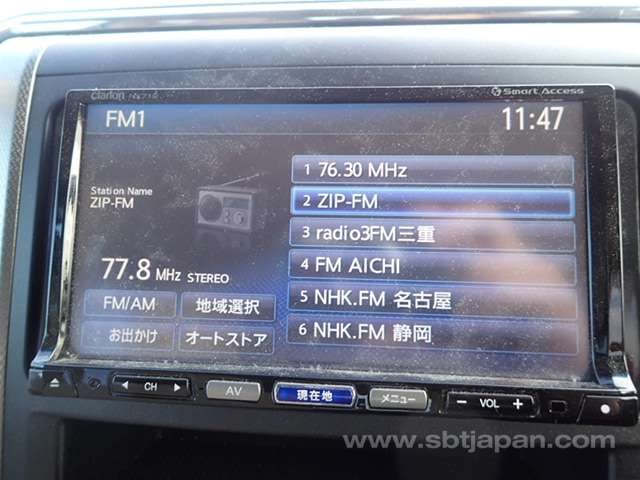 clarion
Smart Access
FM1
11:47
Station Name
ZIP-FM
77.8 MHz STEREO
FM/AM
地域選択
お出かけ
オートストア
1 76.30 MHz
2 ZIP-FM
3 radio3FM三重
4 FM AICHI
5 NHK.FM 名古屋
6 NHK.FM 静岡
CH
AV
現在地
メニュー
− VOL +
www.sbtjapan.com